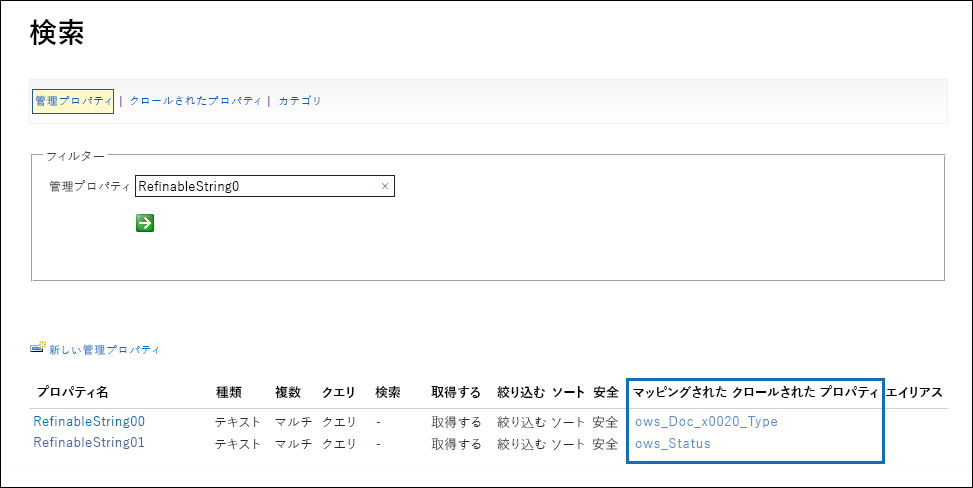 検索
管理プロパティ | クロールされたプロパティ | カテゴリ
フィルター
管理プロパティ RefinableString0 ×
新しい管理プロパティ
プロパティ名 種類 複数 クエリ 検索 取得する 絞り込む ソート 安全 マッピングされた クロールされた プロパティ エイリアス
RefinableString00 テキスト マルチ クエリ - 取得する 絞り込む ソート 安全 ows_Doc_x0020_Type
RefinableString01 テキスト マルチ クエリ - 取得する 絞り込む ソート 安全 ows_Status